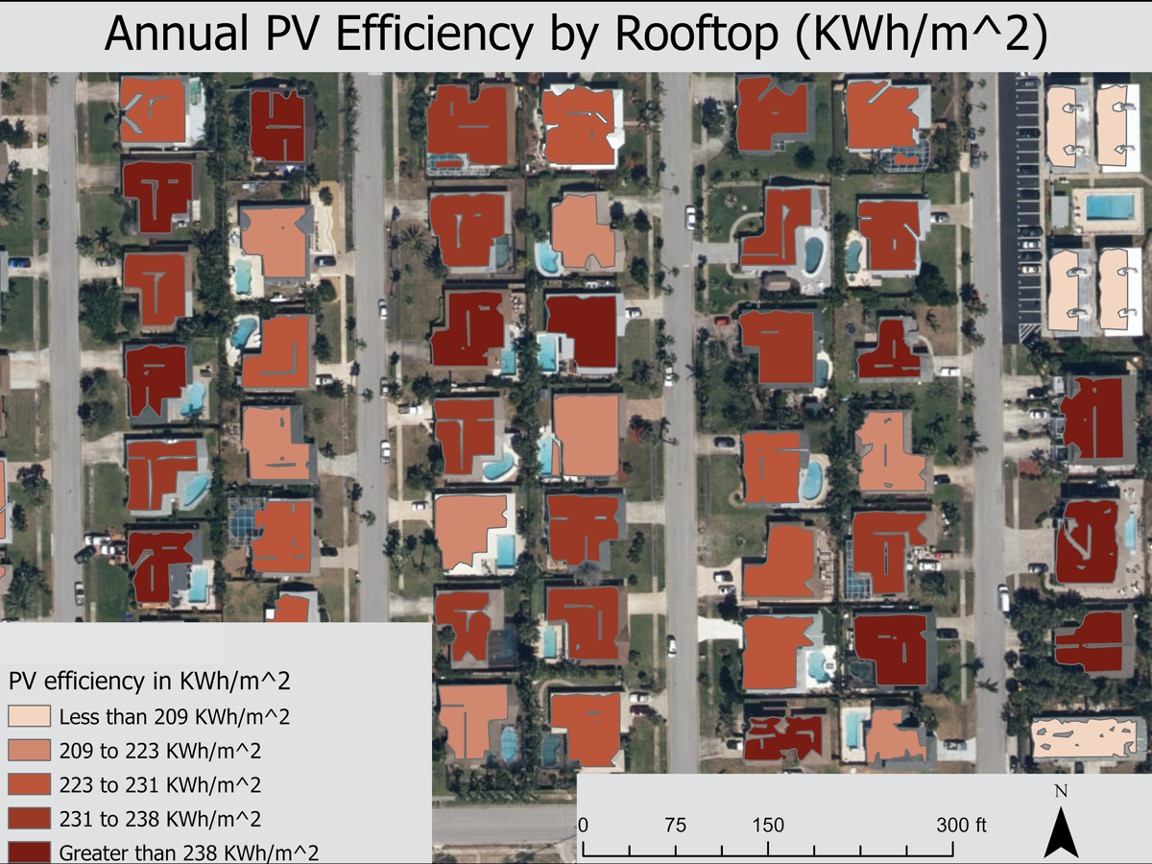 Annual PV Efficiency by Rooftop (KWh/m^2)
PV efficiency in KWh/m^2
Less than 209 KWh/m^2
209 to 223 KWh/m^2
223 to 231 KWh/m^2
231 to 238 KWh/m^2
Greater than 238 KWh/m^2
0 75 150 300 ft
N